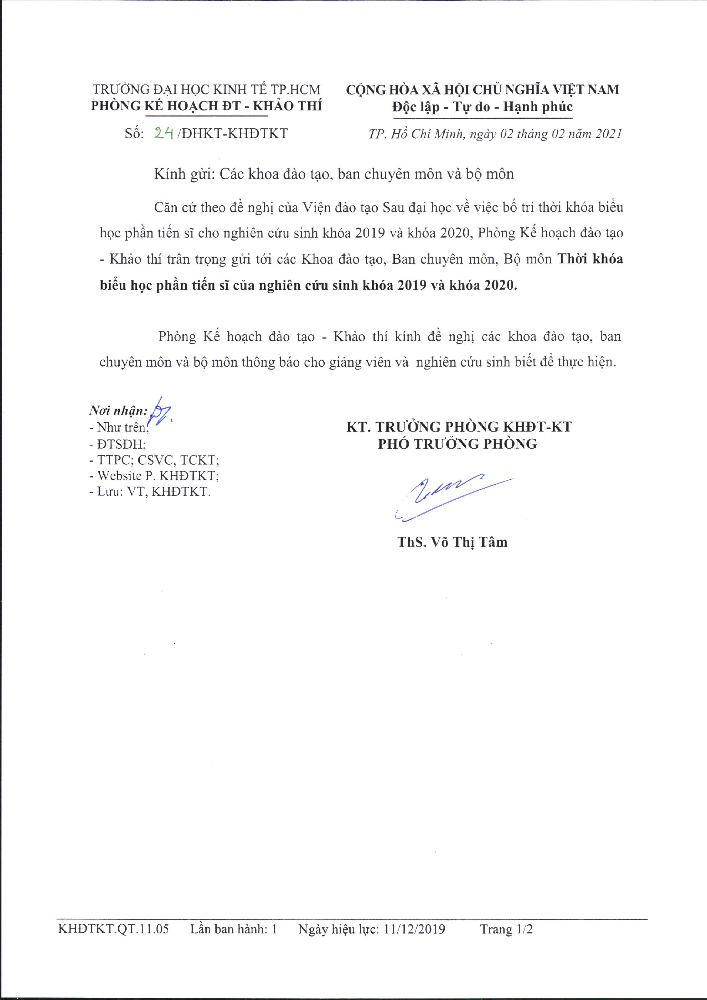 TRƯỜNG ĐẠI HỌC KINH TẾ TP.HCM
PHÒNG KẾ HOẠCH ĐT - KHẢO THÍ
CỘNG HÒA XÃ HỘI CHỦ NGHĨA VIỆT NAM
Độc lập - Tự do - Hạnh phúc
Số: 24/ĐHKT-KHĐTKT
TP. Hồ Chí Minh, ngày 02 tháng 02 năm 2021
Kính gửi: Các khoa đào tạo, ban chuyên môn và bộ môn
Căn cứ theo đề nghị của Viện đào tạo Sau đại học về việc bố trí thời khóa biểu
học phần tiến sĩ cho nghiên cứu sinh khóa 2019 và khóa 2020, Phòng Kế hoạch đào tạo
- Khảo thí trân trọng gửi tới các Khoa đào tạo, Ban chuyên môn, Bộ môn Thời khóa
biểu học phần tiến sĩ của nghiên cứu sinh khóa 2019 và khóa 2020.
Phòng Kế hoạch đào tạo - Khảo thí kính đề nghị các khoa đào tạo, ban
chuyên môn và bộ môn thông báo cho giảng viên và nghiên cứu sinh biết để thực hiện.
Nơi nhận:
- Như trên;
- ĐTSĐH;
- TTPC; CSVC, TCKT;
- Website P. KHĐTKT;
- Lưu: VT, KHĐTKT.
KT. TRƯỞNG PHÒNG KHĐT-KT
PHÓ TRƯỞNG PHÒNG
ThS. Võ Thị Tâm
KHĐTKT.QT.11.05 Lần ban hành: 1 Ngày hiệu lực: 11/12/2019 Trang 1/2